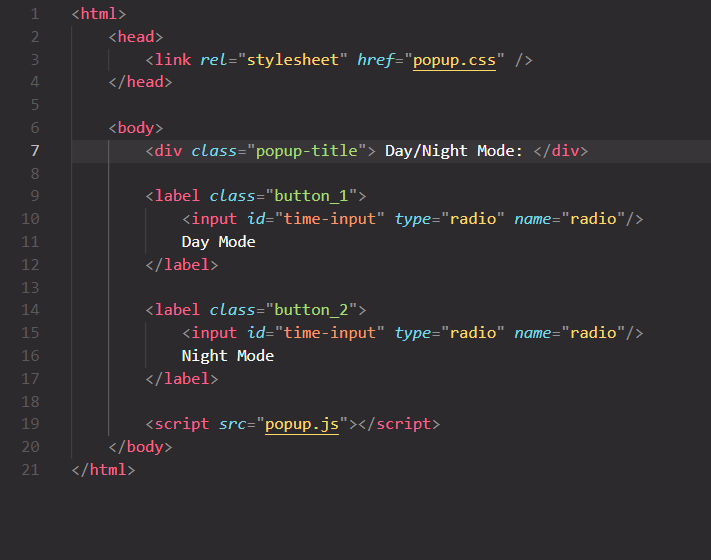 1 <html>
2     <head>
3         <link rel="stylesheet" href="popup.css" />
4     </head>
5
6     <body>
7         <div class="popup-title"> Day/Night Mode: </div>
8
9         <label class="button_1">
10             <input id="time-input" type="radio" name="radio"/>
11             Day Mode
12         </label>
13
14         <label class="button_2">
15             <input id="time-input" type="radio" name="radio"/>
16             Night Mode
17         </label>
18
19         <script src="popup.js"></script>
20     </body>
21 </html>